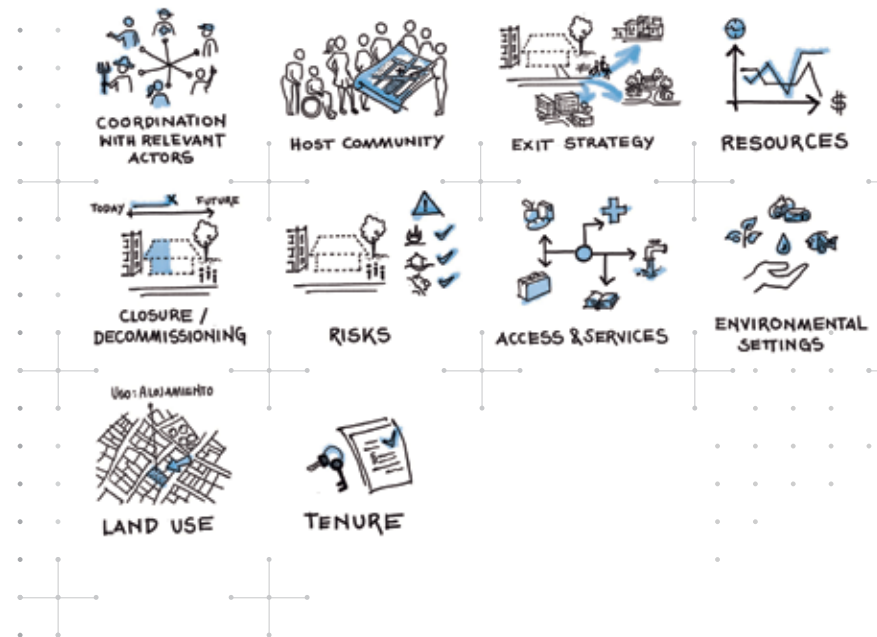 COORDINATION
WITH RELEVANT
ACTORS
HOST COMMUNITY
EXIT STRATEGY
$
RESOURCES
TODAY FUTURE
CLOSURE /
DECOMMISSIONING
RISKS
ACCESS & SERVICES
ENVIRONMENTAL
SETTINGS
USO: ALOJAMIENTO
LAND USE
TENURE